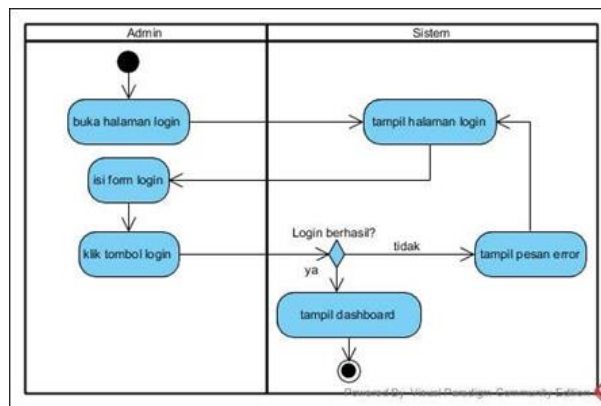 Admin
Sistem
buka halaman login
tampil halaman login
isi form login
Login berhasil?
klik tombol login
tidak
tampil pesan error
ya
tampil dashboard
Powered By Visual Paradigm Community Edition